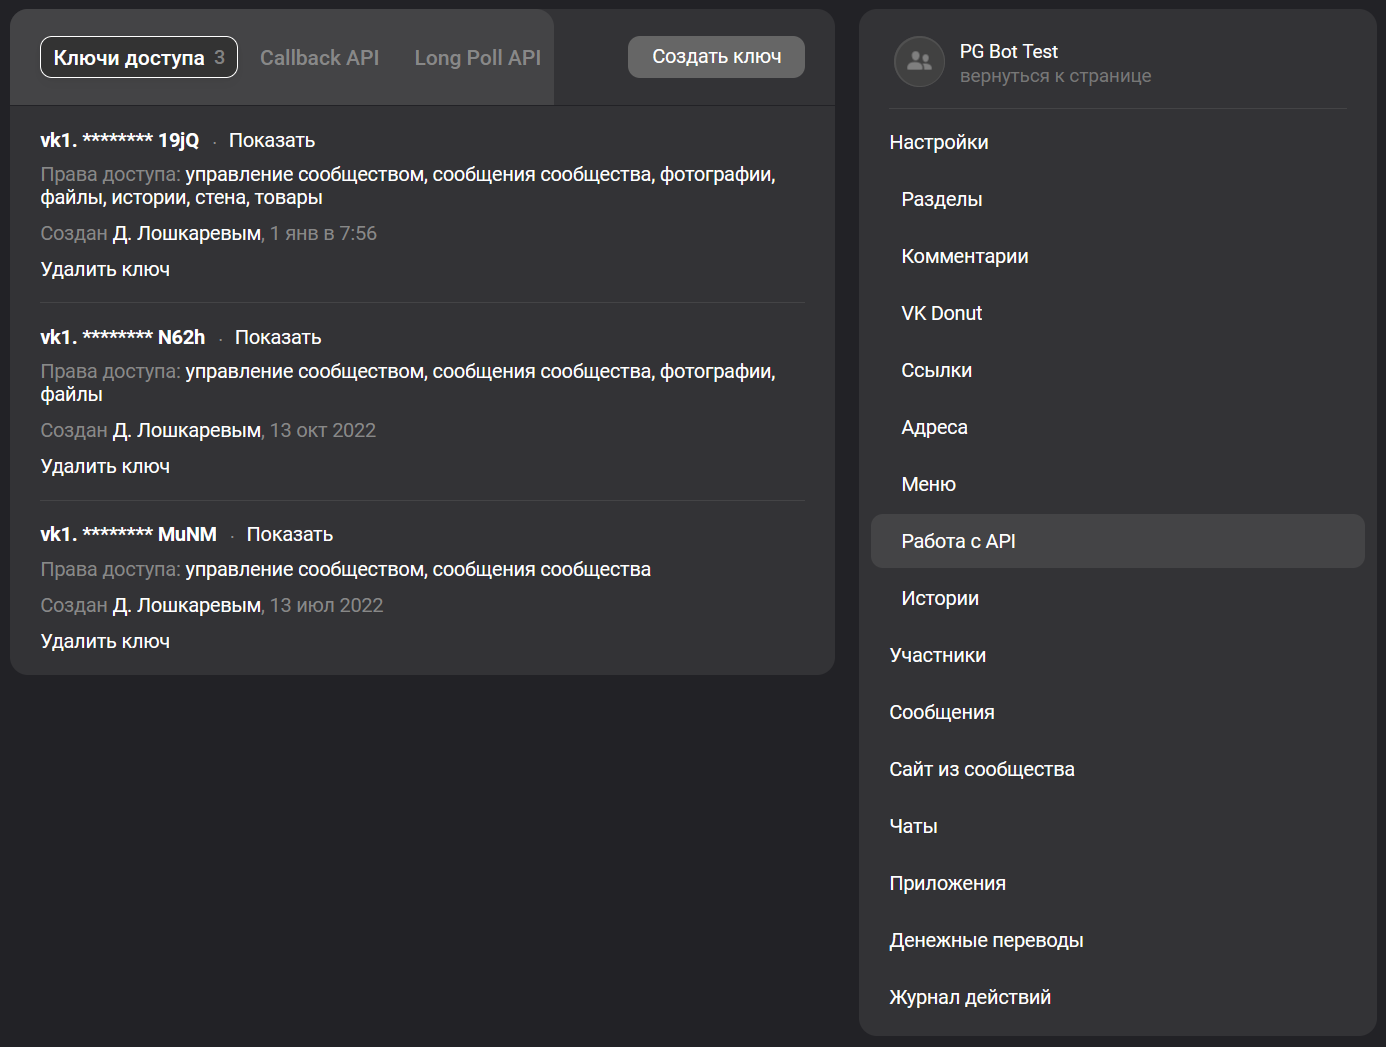 Ключи доступа 3
Callback API
Long Poll API
Создать ключ
vk1. ******** 19jQ · Показать
Права доступа: управление сообществом, сообщения сообщества, фотографии,
файлы, истории, стена, товары
Создан Д. Лошкаревым, 1 янв в 7:56
Удалить ключ
vk1. ******** N62h · Показать
Права доступа: управление сообществом, сообщения сообщества, фотографии,
файлы
Создан Д. Лошкаревым, 13 окт 2022
Удалить ключ
vk1. ******** MuNM · Показать
Права доступа: управление сообществом, сообщения сообщества
Создан Д. Лошкаревым, 13 июл 2022
Удалить ключ
PG Bot Test
вернуться к странице
Настройки
Разделы
Комментарии
VK Donut
Ссылки
Адреса
Меню
Работа с API
Истории
Участники
Сообщения
Сайт из сообщества
Чаты
Приложения
Денежные переводы
Журнал действий